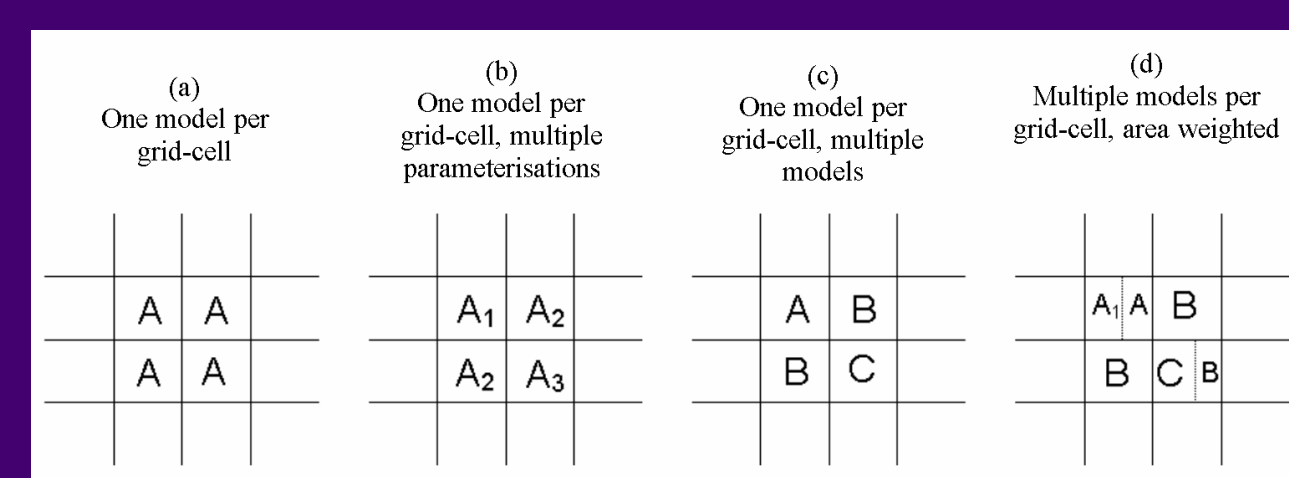 (a)
One model per
grid-cell
(b)
One model per
grid-cell, multiple
parameterisations
(c)
One model per
grid-cell, multiple
models
(d)
Multiple models per
grid-cell, area weighted
A A
A A
A₁ A₂
A₂ A₃
A B
B C
A₁ A B
B C B